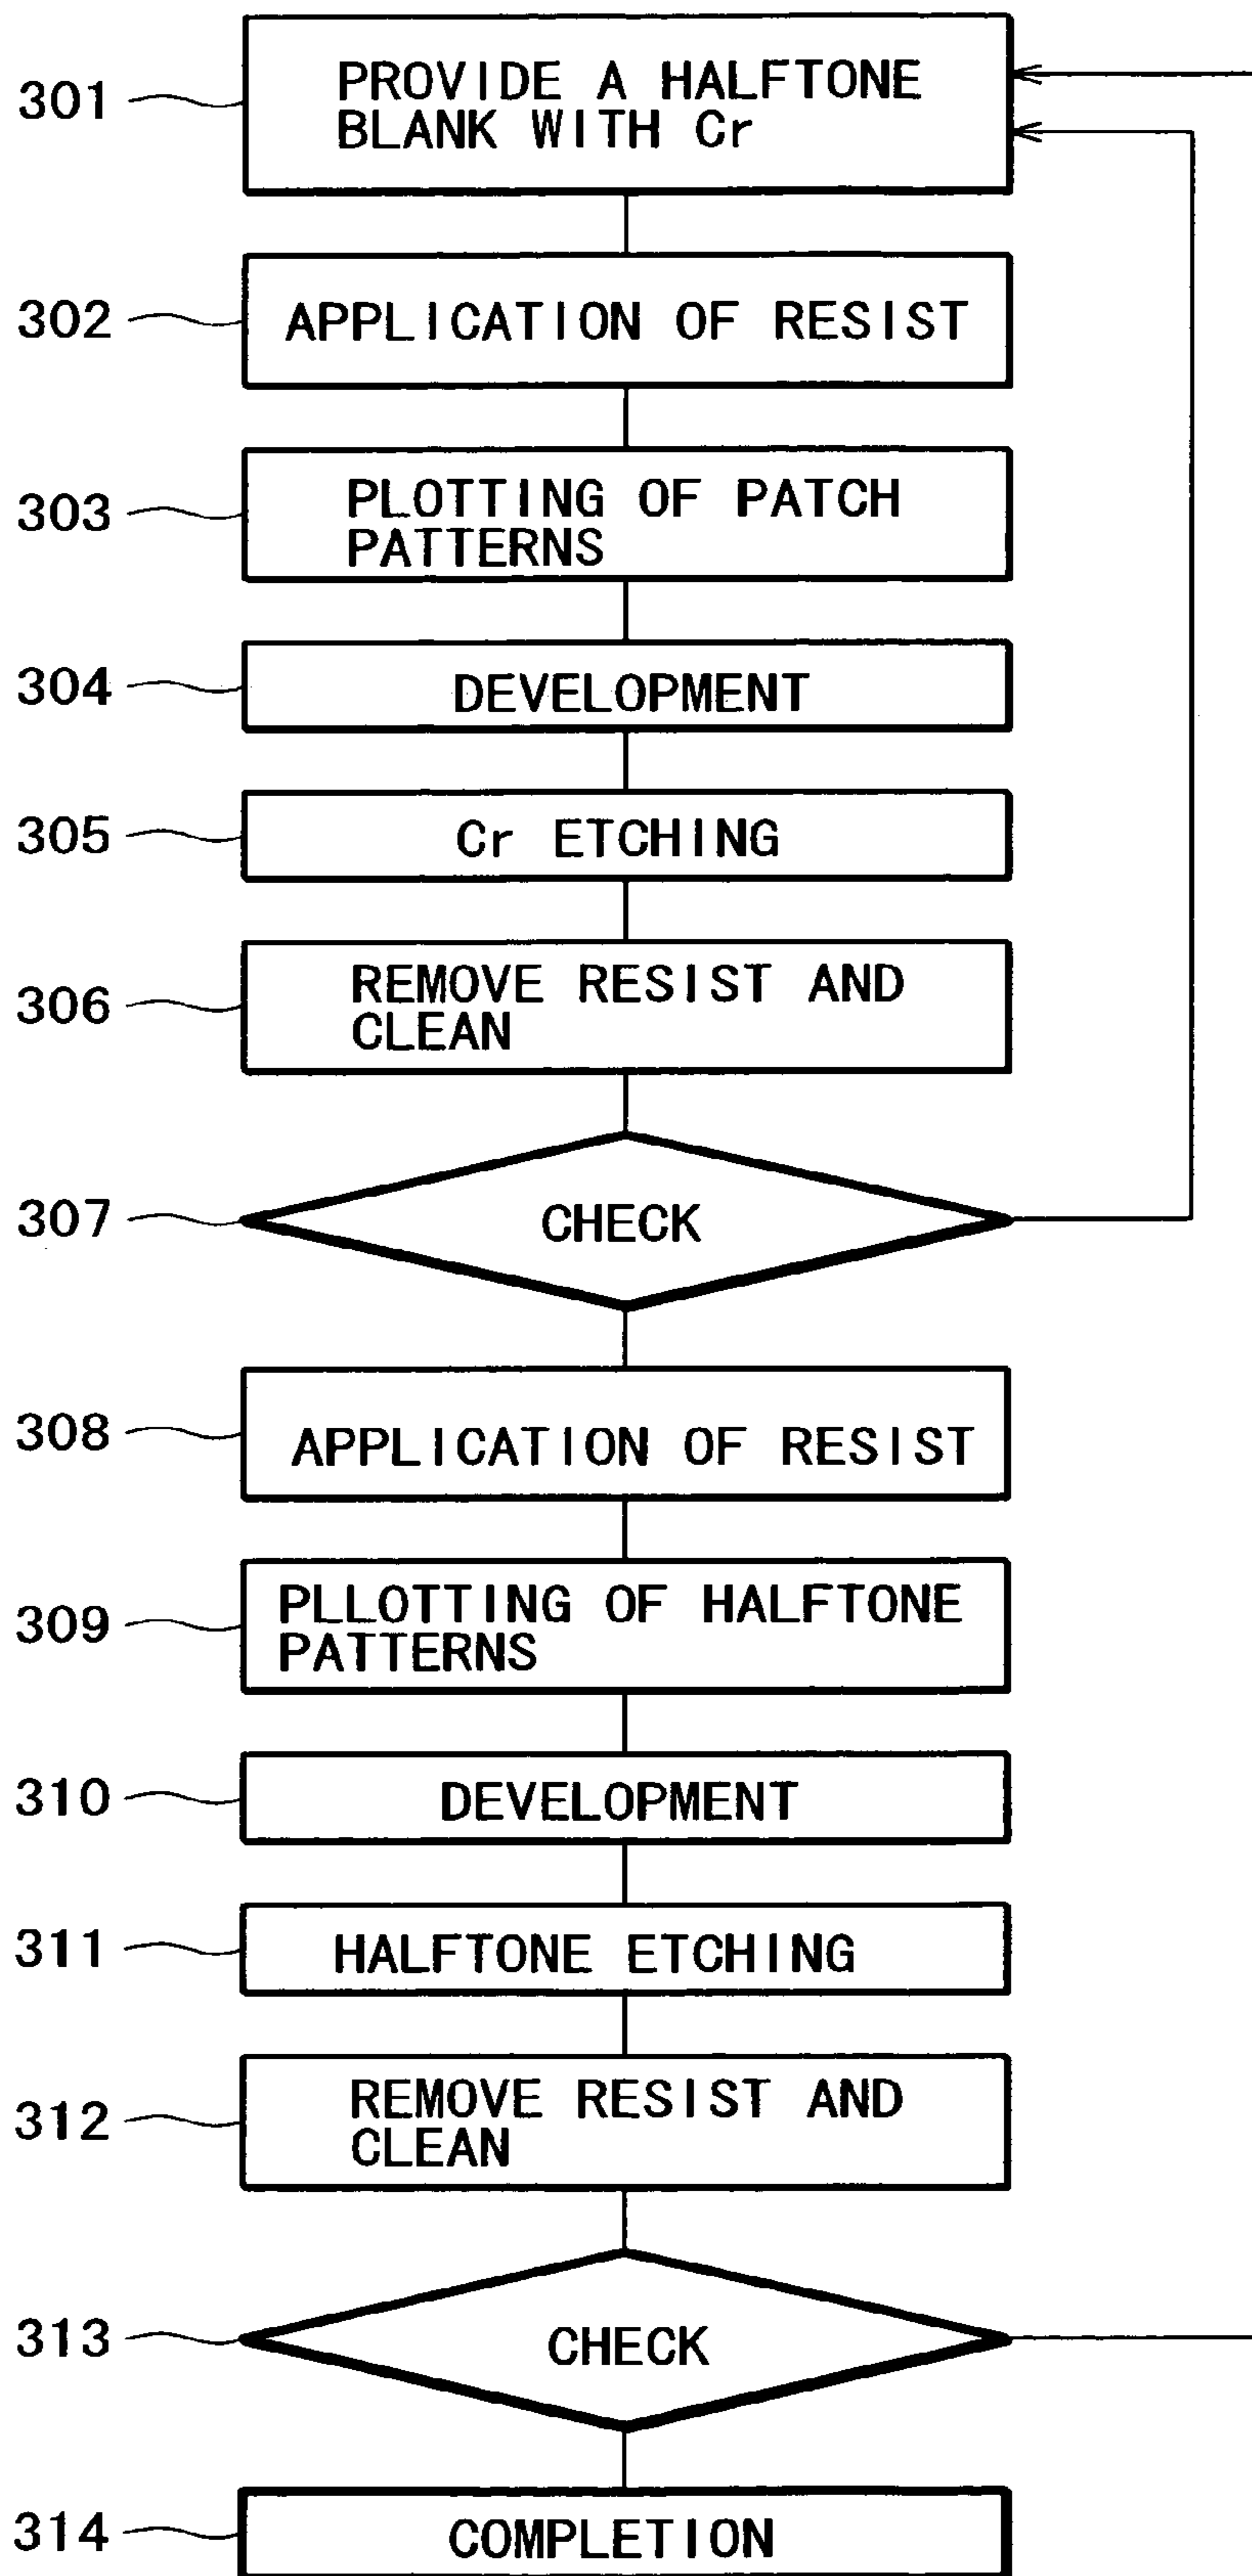 301
PROVIDE A HALFTONE
BLANK WITH Cr
302
APPLICATION OF RESIST
303
PLOTTING OF PATCH
PATTERNS
304
DEVELOPMENT
305
Cr ETCHING
306
REMOVE RESIST AND
CLEAN
307
CHECK
308
APPLICATION OF RESIST
309
PLLOTTING OF HALFTONE
PATTERNS
310
DEVELOPMENT
311
HALFTONE ETCHING
312
REMOVE RESIST AND
CLEAN
313
CHECK
314
COMPLETION